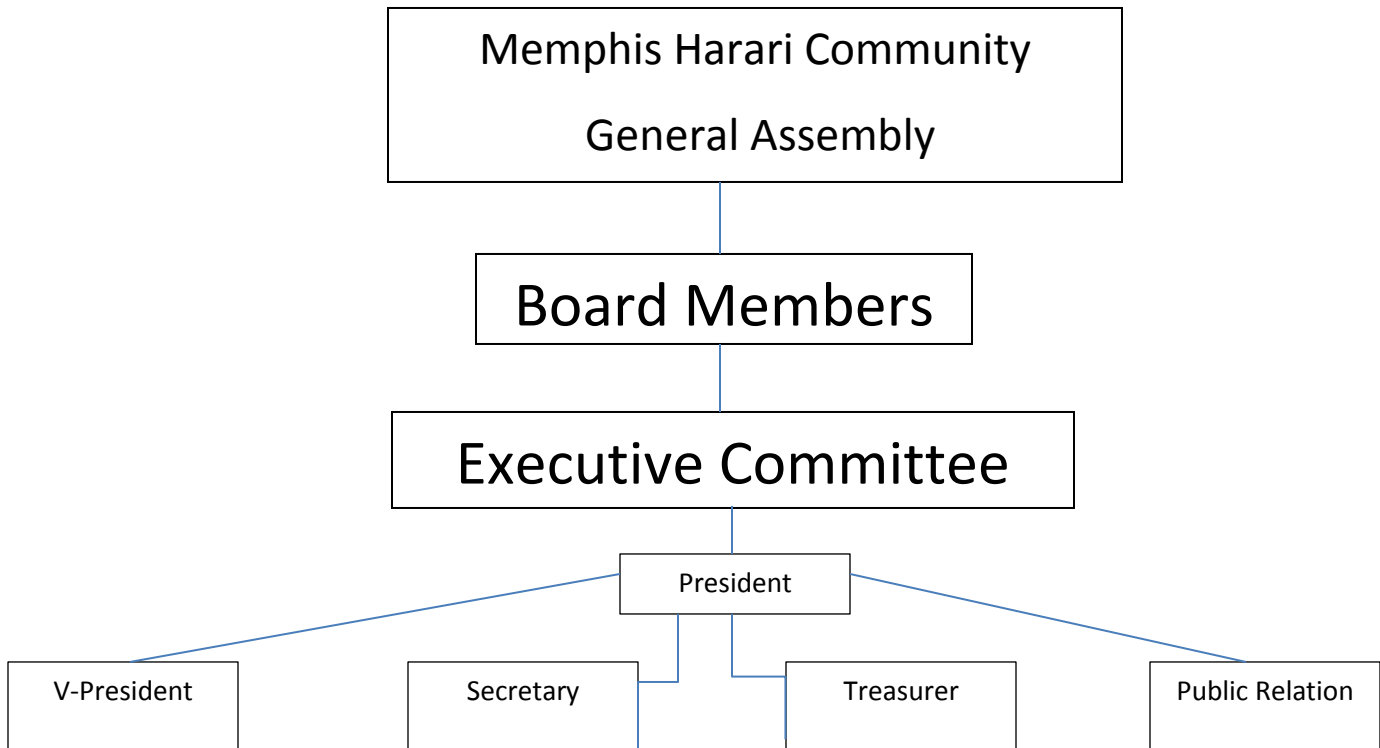 Memphis Harari Community
General Assembly
Board Members
Executive Committee
President
V-President
Secretary
Treasurer
Public Relation